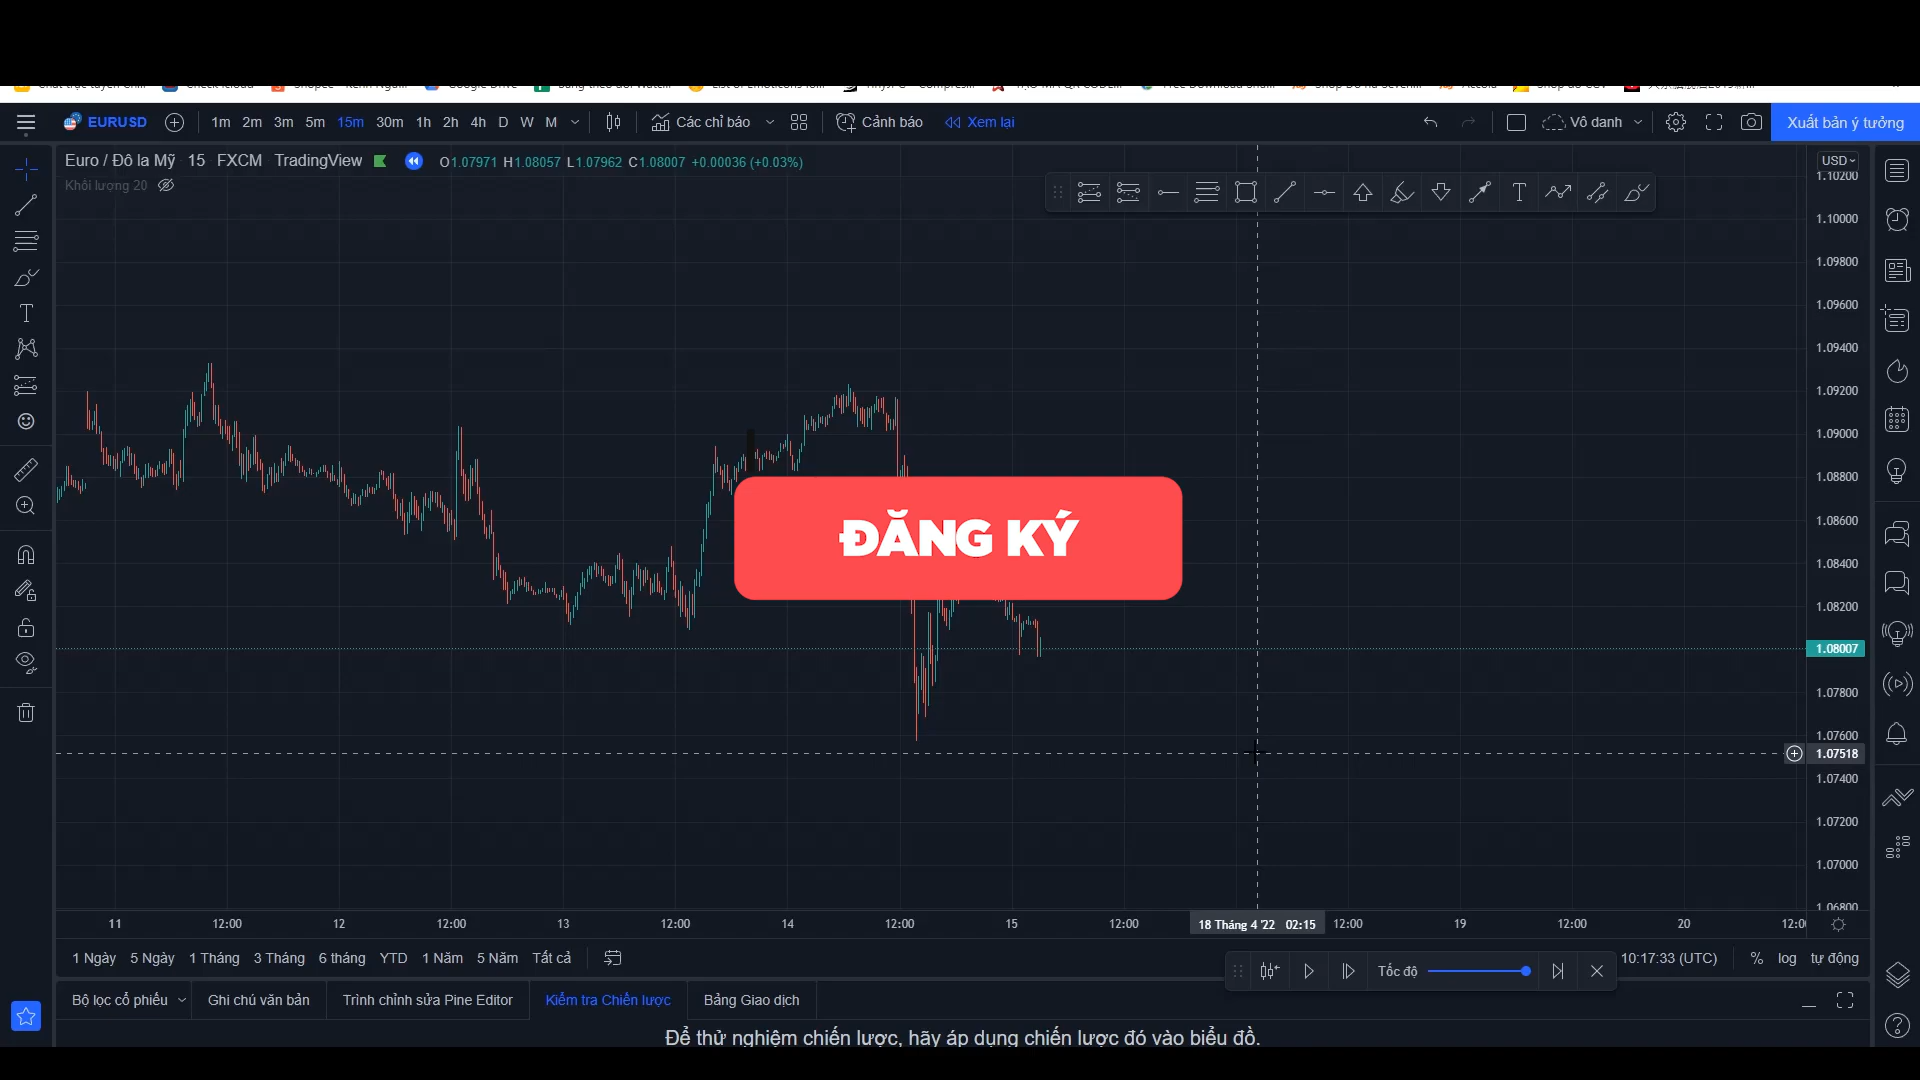 EURUSD 1m 2m 3m 5m 15m 30m 1h 2h 4h D W M Các chỉ báo Cảnh báo Xem lại Vô danh Xuất bản ý tưởng
Euro / Đô la Mỹ 15 FXCM TradingView O1.07971 H1.08057 L1.07962 C1.08007 +0.00036 (+0.03%)
USD
Khối lượng 20
1.10200
1.10000
1.09800
1.09600
1.09400
1.09200
1.09000
1.08800
1.08600
ĐĂNG KÝ
1.08400
1.08200
1.08007
1.07800
1.07600
1.07518
1.07400
1.07200
1.07000
1.06800
11 12:00 12 12:00 13 12:00 14 12:00 15 12:00 18 Tháng 4 '22 02:15 12:00 19 12:00 20 12:00
1 Ngày 5 Ngày 1 Tháng 3 Tháng 6 tháng YTD 1 Năm 5 Năm Tất cả Tốc độ 10:17:33 (UTC) % log tự động
Bộ lọc cổ phiếu Ghi chú văn bản Trình chỉnh sửa Pine Editor Kiểm tra Chiến lược Bảng Giao dịch
Để thử nghiệm chiến lược, hãy áp dụng chiến lược đó vào biểu đồ.